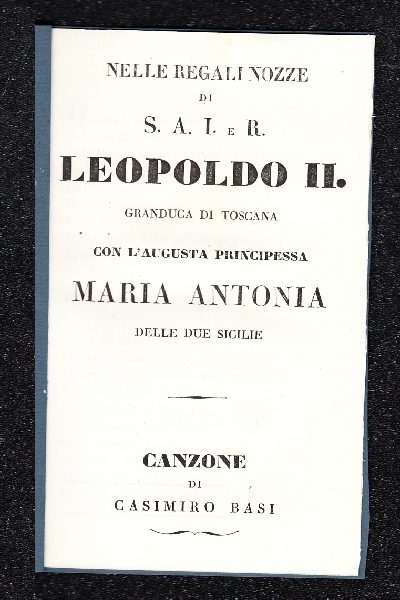 NELLE REGALI NOZZE
DI
S. A. I. E R.
LEOPOLDO II.
GRANDUCA DI TOSCANA
CON L'AUGUSTA PRINCIPESSA
MARIA ANTONIA
DELLE DUE SICILIE
CANZONE
DI
CASIMIRO BASI